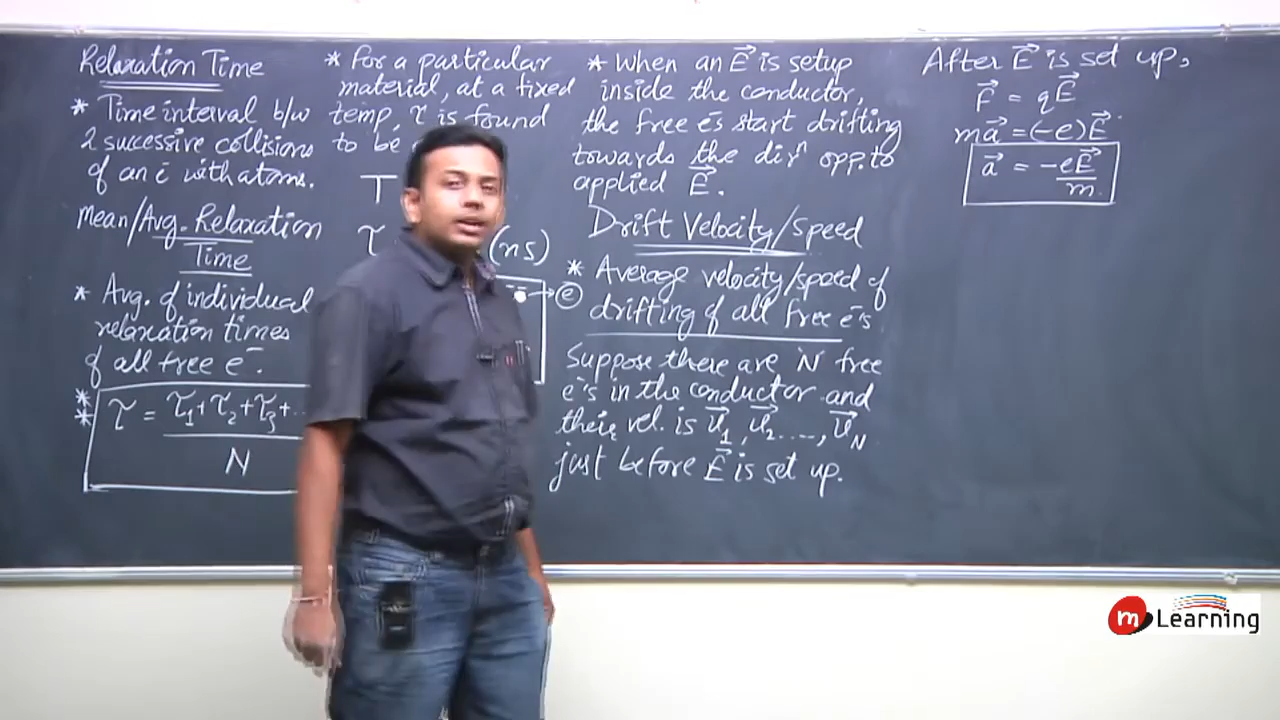 Relaxation Time
* Time interval b/w
2 successive collisions
of an e⁻ with atoms.
Mean/Avg. Relaxation
Time
* Avg. of individual
relaxation times
of all free e⁻.
** τ = τ₁+τ₂+τ₃+..
N
* For a particular
material, at a fixed
temp, τ is found
to be
T
τ (ns)
e
* When an E⃗ is setup
inside the conductor,
the free e⁻s start drifting
towards the dirⁿ opp. to
applied E⃗.
Drift Velocity/Speed
* Average velocity/speed of
drifting of all free e⁻s
Suppose there are N free
e⁻s in the conductor and
their vel. is u⃗₁, u⃗₂ ...., u⃗N
just before E⃗ is set up.
After E⃗ is set up,
F⃗ = qE⃗
ma⃗ = (-e)E⃗
a⃗ = -eE⃗
m
m Learning